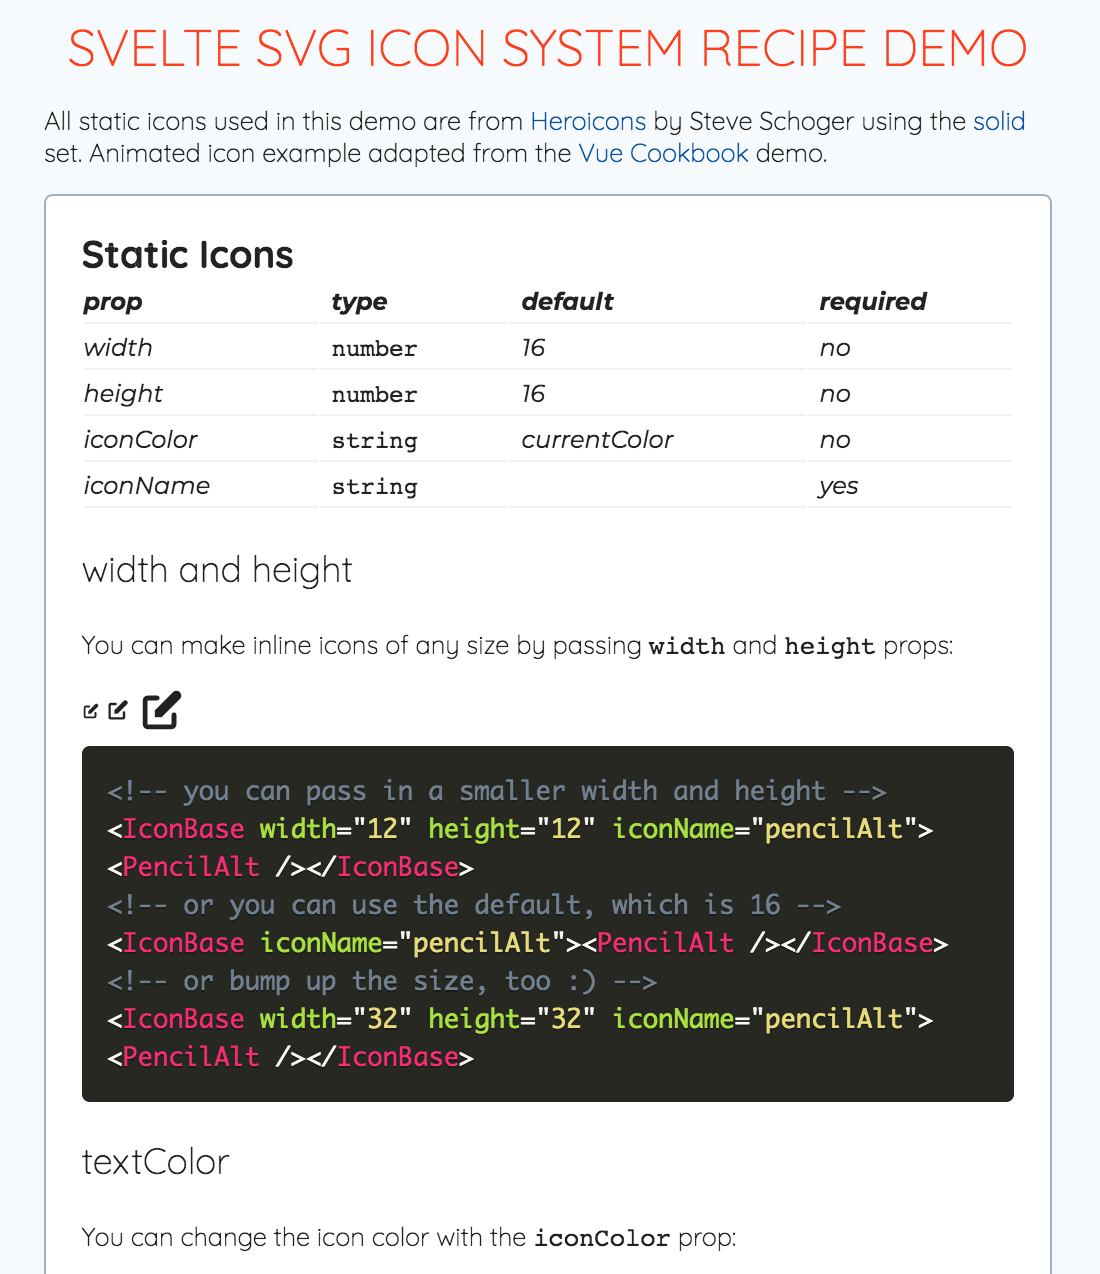 SVELTE SVG ICON SYSTEM RECIPE DEMO
All static icons used in this demo are from Heroicons by Steve Schoger using the solid
set. Animated icon example adapted from the Vue Cookbook demo.
Static Icons
prop type default required
width number 16 no
height number 16 no
iconColor string currentColor no
iconName string yes
width and height
You can make inline icons of any size by passing width and height props:
<!-- you can pass in a smaller width and height -->
<IconBase width="12" height="12" iconName="pencilAlt">
<PencilAlt /></IconBase>
<!-- or you can use the default, which is 16 -->
<IconBase iconName="pencilAlt"><PencilAlt /></IconBase>
<!-- or bump up the size, too :) -->
<IconBase width="32" height="32" iconName="pencilAlt">
<PencilAlt /></IconBase>
textColor
You can change the icon color with the iconColor prop: